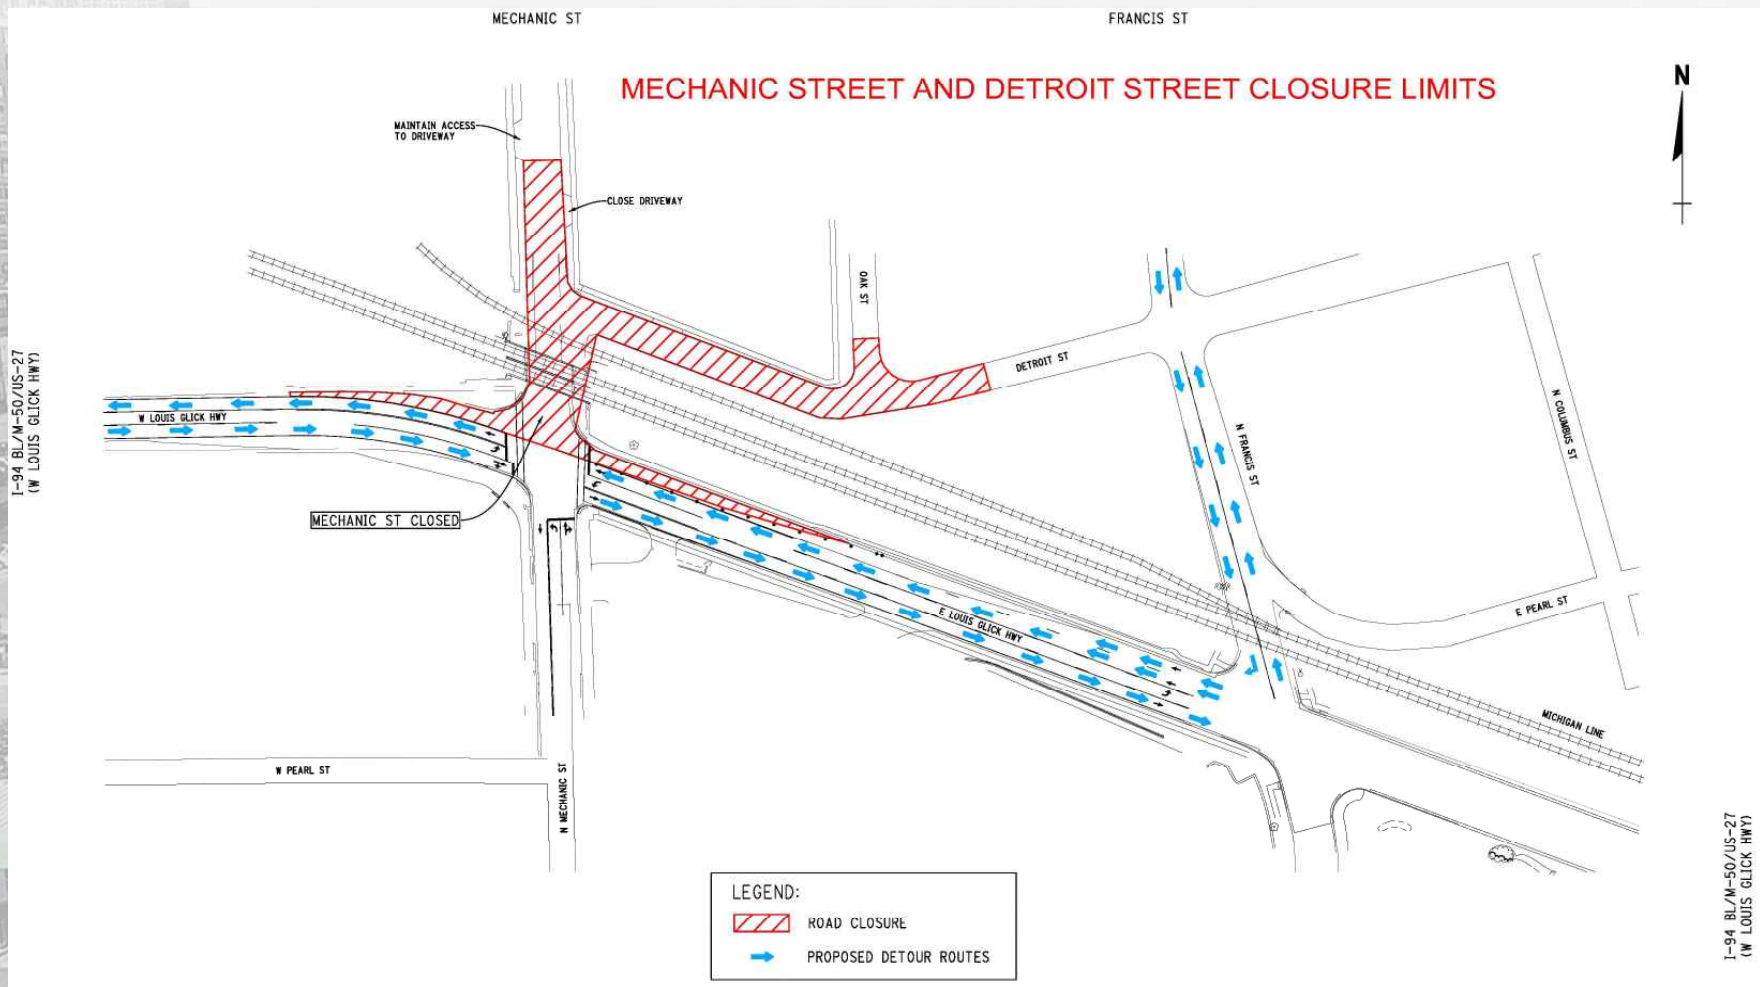 MECHANIC ST
FRANCIS ST
MECHANIC STREET AND DETROIT STREET CLOSURE LIMITS
N
MAINTAIN ACCESS
TO DRIVEWAY
CLOSE DRIVEWAY
OAK ST
DETROIT ST
I-94 BL/M-50/US-27
(W LOUIS GLICK HWY)
W LOUIS GLICK HWY
N FRANCIS ST
N COLUMBUS ST
MECHANIC ST CLOSED
E LOUIS GLICK HWY
E PEARL ST
MICHIGAN LINE
W PEARL ST
N MECHANIC ST
I-94 BL/M-50/US-27
(W LOUIS GLICK HWY)
LEGEND:
ROAD CLOSURE
PROPOSED DETOUR ROUTES